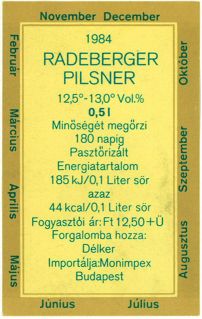 November December
Február
Március
Április
Május
1984
RADEBERGER
PILSNER
12,5°-13,0° Vol.%
0,5 l
Minőségét megőrzi
180 napig
Pasztőrizált
Energiatartalom
185 kJ/0,1 Liter sör
azaz
44 kcal/0,1 Liter sör
Fogyasztói ár: Ft 12,50+Ü
Forgalomba hozza:
Délker
Importálja: Monimpex
Budapest
Október
Szeptember
Augusztus
Június Július